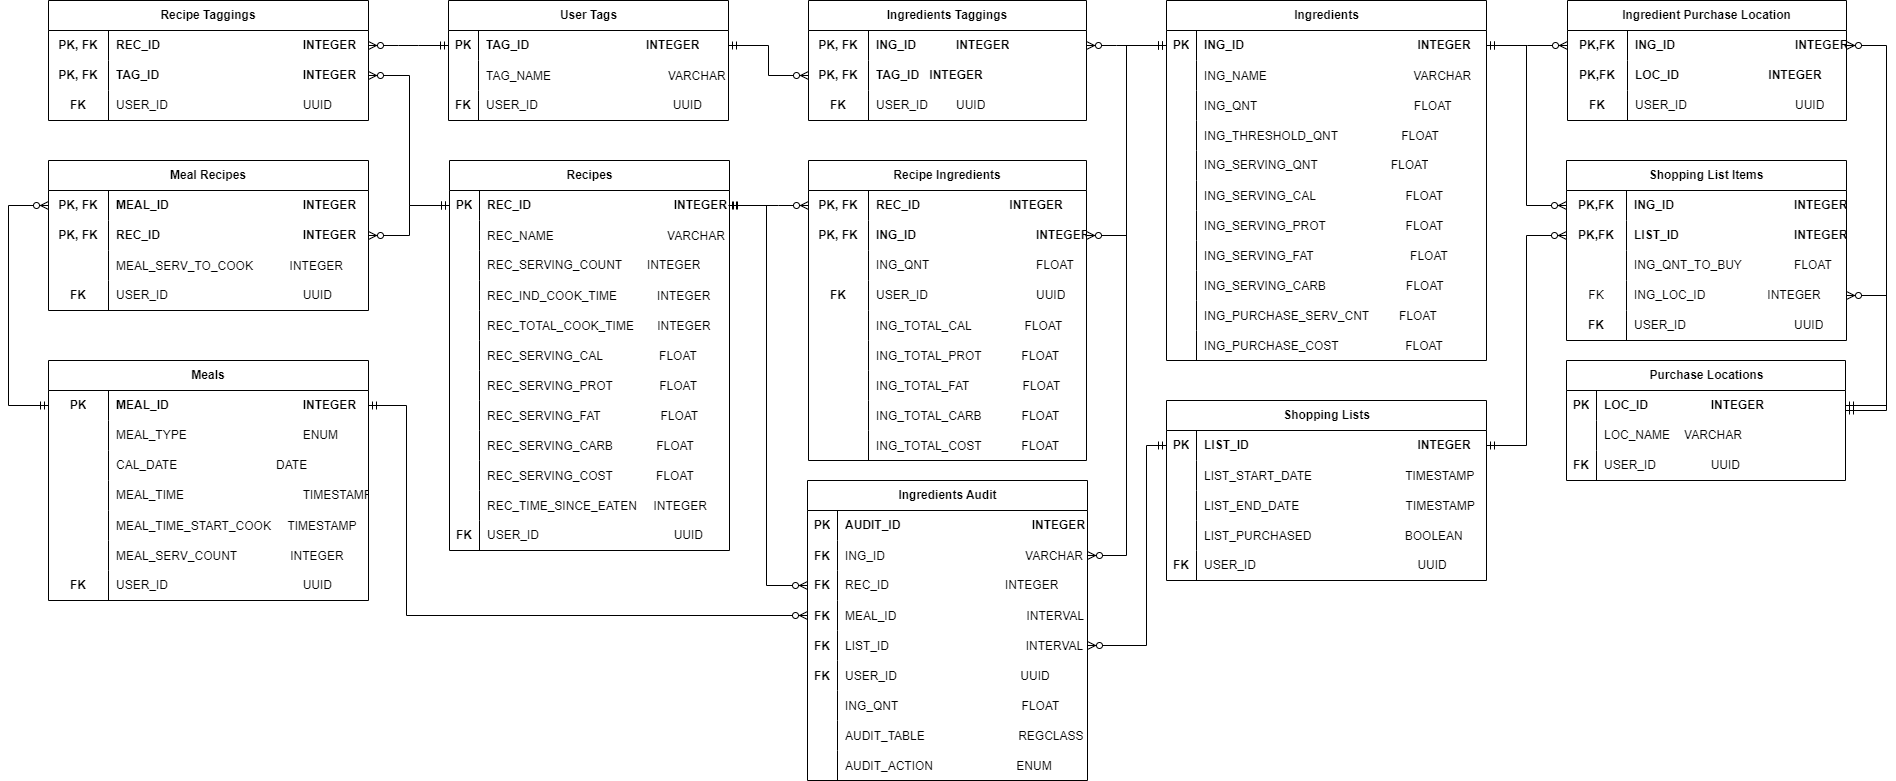 Recipe Taggings
PK, FK REC_ID INTEGER
PK, FK TAG_ID INTEGER
FK USER_ID UUID
User Tags
PK TAG_ID INTEGER
TAG_NAME VARCHAR
FK USER_ID UUID
Ingredients Taggings
PK, FK ING_ID INTEGER
PK, FK TAG_ID INTEGER
FK USER_ID UUID
Ingredients
PK ING_ID INTEGER
ING_NAME VARCHAR
ING_QNT FLOAT
ING_THRESHOLD_QNT FLOAT
ING_SERVING_QNT FLOAT
ING_SERVING_CAL FLOAT
ING_SERVING_PROT FLOAT
ING_SERVING_FAT FLOAT
ING_SERVING_CARB FLOAT
ING_PURCHASE_SERV_CNT FLOAT
ING_PURCHASE_COST FLOAT
Ingredient Purchase Location
PK,FK ING_ID INTEGER
PK,FK LOC_ID INTEGER
FK USER_ID UUID
Meal Recipes
PK, FK MEAL_ID INTEGER
PK, FK REC_ID INTEGER
MEAL_SERV_TO_COOK INTEGER
FK USER_ID UUID
Recipes
PK REC_ID INTEGER
REC_NAME VARCHAR
REC_SERVING_COUNT INTEGER
REC_IND_COOK_TIME INTEGER
REC_TOTAL_COOK_TIME INTEGER
REC_SERVING_CAL FLOAT
REC_SERVING_PROT FLOAT
REC_SERVING_FAT FLOAT
REC_SERVING_CARB FLOAT
REC_SERVING_COST FLOAT
REC_TIME_SINCE_EATEN INTEGER
FK USER_ID UUID
Recipe Ingredients
PK, FK REC_ID INTEGER
PK, FK ING_ID INTEGER
ING_QNT FLOAT
FK USER_ID UUID
ING_TOTAL_CAL FLOAT
ING_TOTAL_PROT FLOAT
ING_TOTAL_FAT FLOAT
ING_TOTAL_CARB FLOAT
ING_TOTAL_COST FLOAT
Shopping List Items
PK,FK ING_ID INTEGER
PK,FK LIST_ID INTEGER
ING_QNT_TO_BUY FLOAT
FK ING_LOC_ID INTEGER
FK USER_ID UUID
Meals
PK MEAL_ID INTEGER
MEAL_TYPE ENUM
CAL_DATE DATE
MEAL_TIME TIMESTAMP
MEAL_TIME_START_COOK TIMESTAMP
MEAL_SERV_COUNT INTEGER
FK USER_ID UUID
Purchase Locations
PK LOC_ID INTEGER
LOC_NAME VARCHAR
FK USER_ID UUID
Shopping Lists
PK LIST_ID INTEGER
LIST_START_DATE TIMESTAMP
LIST_END_DATE TIMESTAMP
LIST_PURCHASED BOOLEAN
FK USER_ID UUID
Ingredients Audit
PK AUDIT_ID INTEGER
FK ING_ID VARCHAR
FK REC_ID INTEGER
FK MEAL_ID INTERVAL
FK LIST_ID INTERVAL
FK USER_ID UUID
ING_QNT FLOAT
AUDIT_TABLE REGCLASS
AUDIT_ACTION ENUM